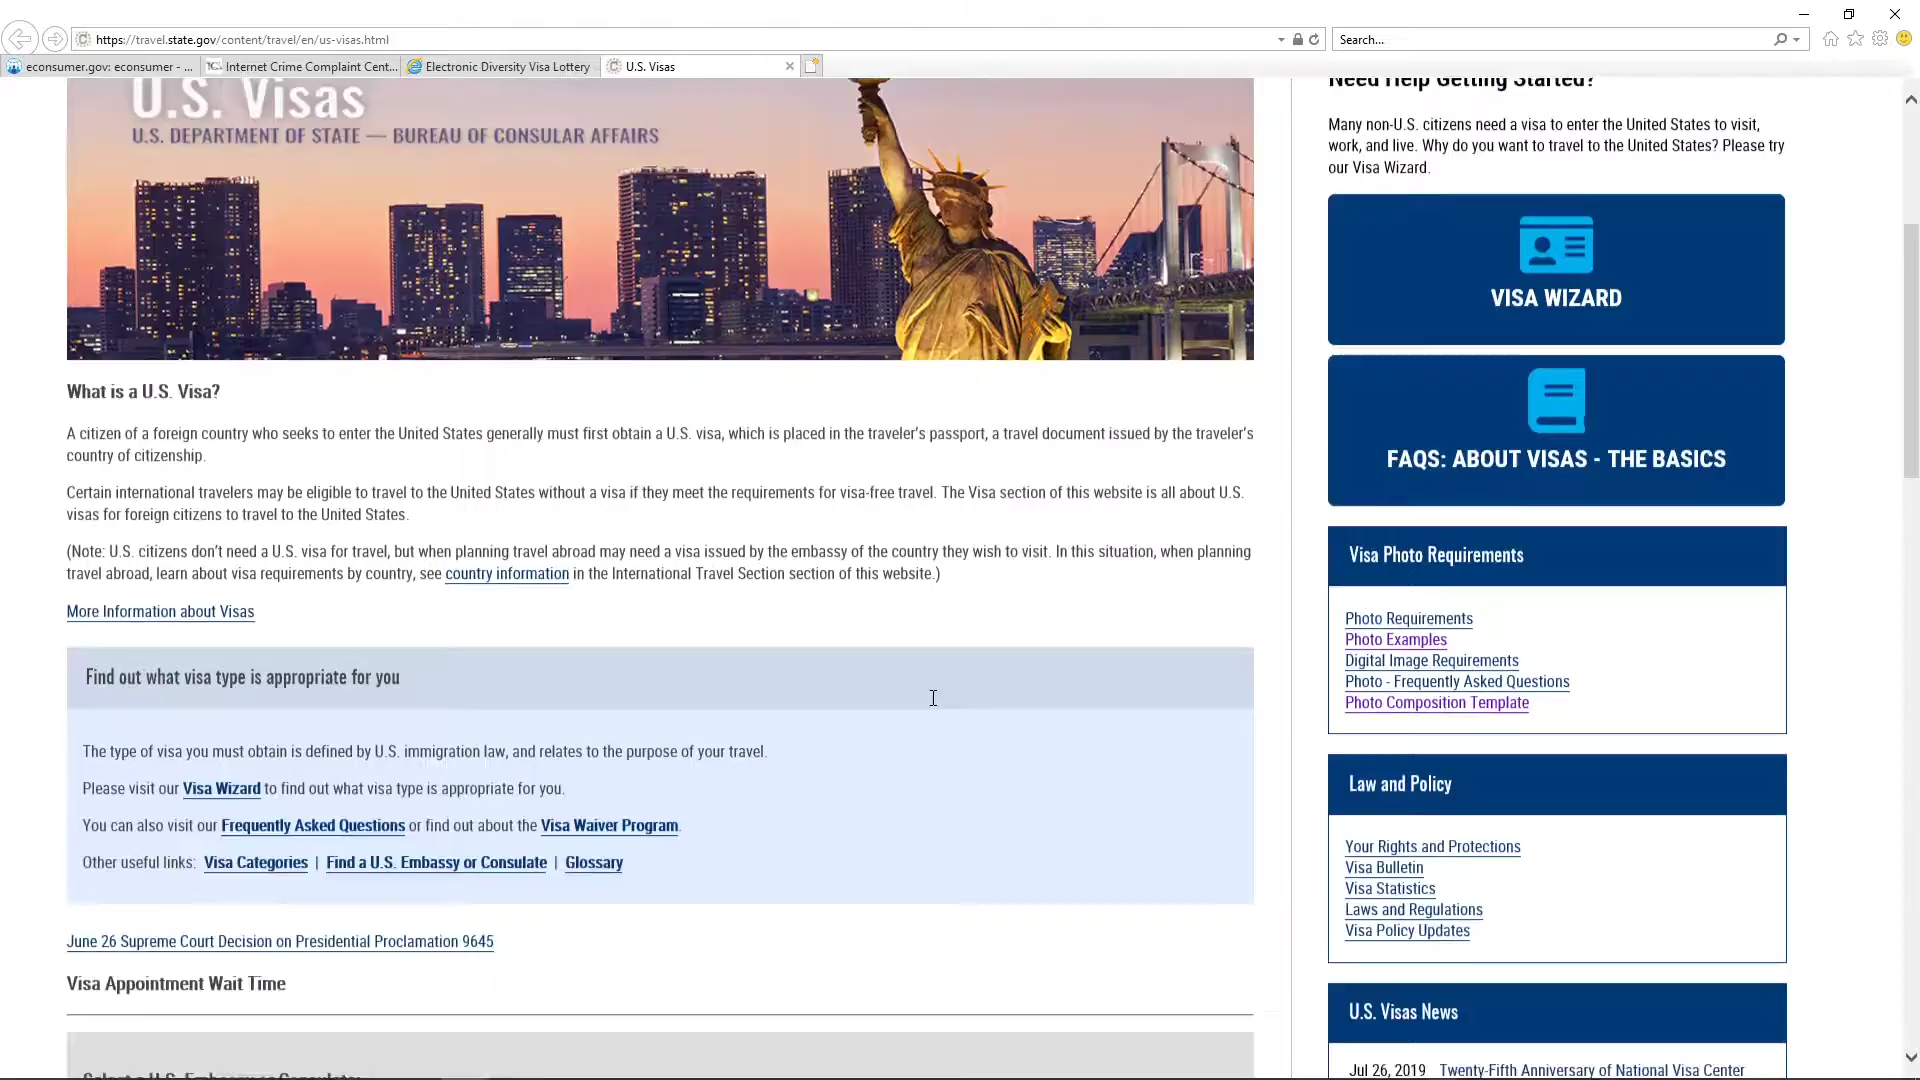 https://travel.state.gov/content/travel/en/us-visas.html
Search...
econsumer.gov: econsumer - ...
Internet Crime Complaint Cent...
Electronic Diversity Visa Lottery
U.S. Visas
U.S. Visas
U.S. DEPARTMENT OF STATE — BUREAU OF CONSULAR AFFAIRS
What is a U.S. Visa?
A citizen of a foreign country who seeks to enter the United States generally must first obtain a U.S. visa, which is placed in the traveler's passport, a travel document issued by the traveler's
country of citizenship.
Certain international travelers may be eligible to travel to the United States without a visa if they meet the requirements for visa-free travel. The Visa section of this website is all about U.S.
visas for foreign citizens to travel to the United States.
(Note: U.S. citizens don't need a U.S. visa for travel, but when planning travel abroad may need a visa issued by the embassy of the country they wish to visit. In this situation, when planning
travel abroad, learn about visa requirements by country, see country information in the International Travel Section section of this website.)
More Information about Visas
Find out what visa type is appropriate for you
The type of visa you must obtain is defined by U.S. immigration law, and relates to the purpose of your travel.
Please visit our Visa Wizard to find out what visa type is appropriate for you.
You can also visit our Frequently Asked Questions or find out about the Visa Waiver Program.
Other useful links: Visa Categories | Find a U.S. Embassy or Consulate | Glossary
June 26 Supreme Court Decision on Presidential Proclamation 9645
Visa Appointment Wait Time
Select a U.S. Embassy or Consulate:
Need Help Getting Started?
Many non-U.S. citizens need a visa to enter the United States to visit,
work, and live. Why do you want to travel to the United States? Please try
our Visa Wizard.
VISA WIZARD
FAQS: ABOUT VISAS - THE BASICS
Visa Photo Requirements
Photo Requirements
Photo Examples
Digital Image Requirements
Photo - Frequently Asked Questions
Photo Composition Template
Law and Policy
Your Rights and Protections
Visa Bulletin
Visa Statistics
Laws and Regulations
Visa Policy Updates
U.S. Visas News
Jul 26, 2019 Twenty-Fifth Anniversary of National Visa Center